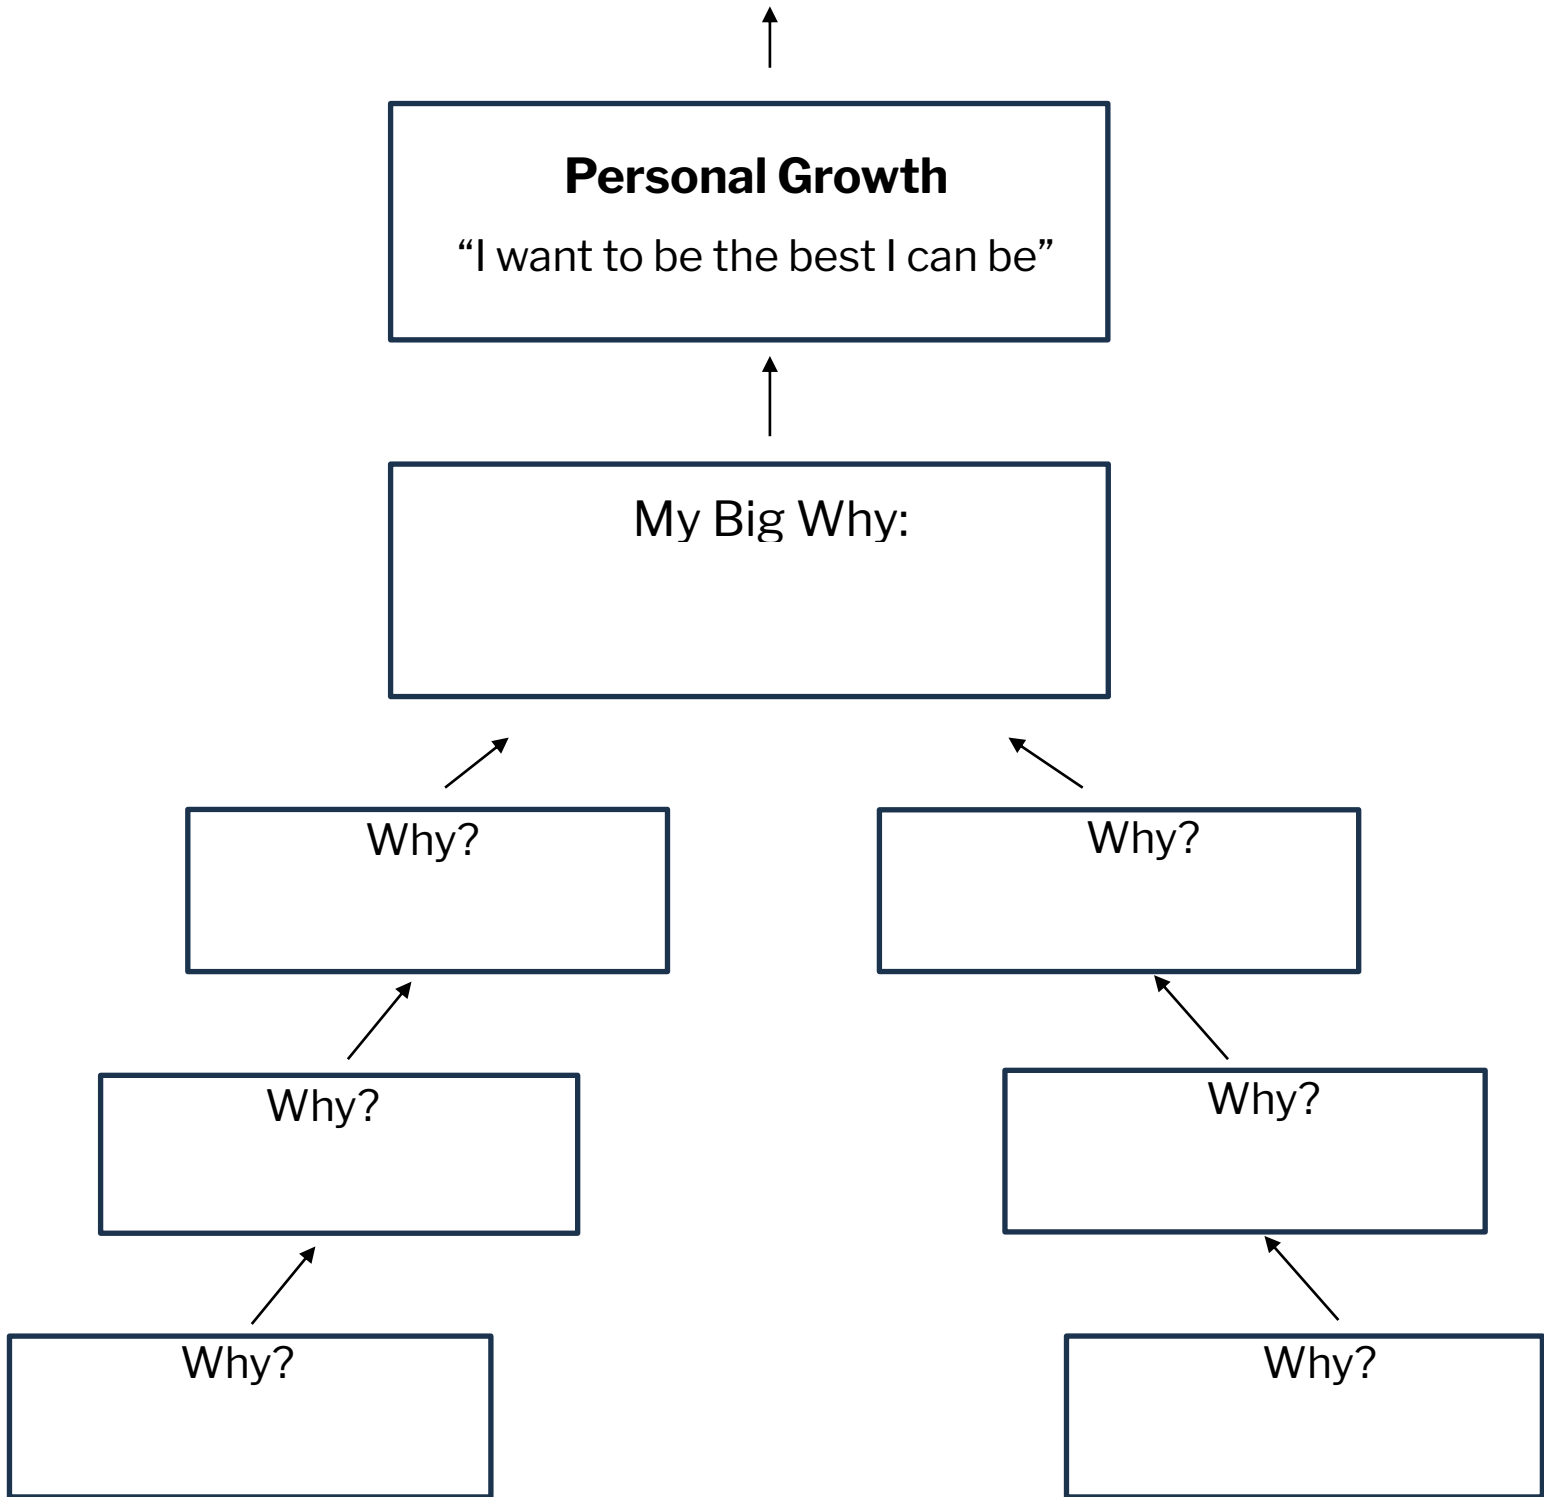 Personal Growth
“I want to be the best I can be”
My Big Why:
Why?
Why?
Why?
Why?
Why?
Why?